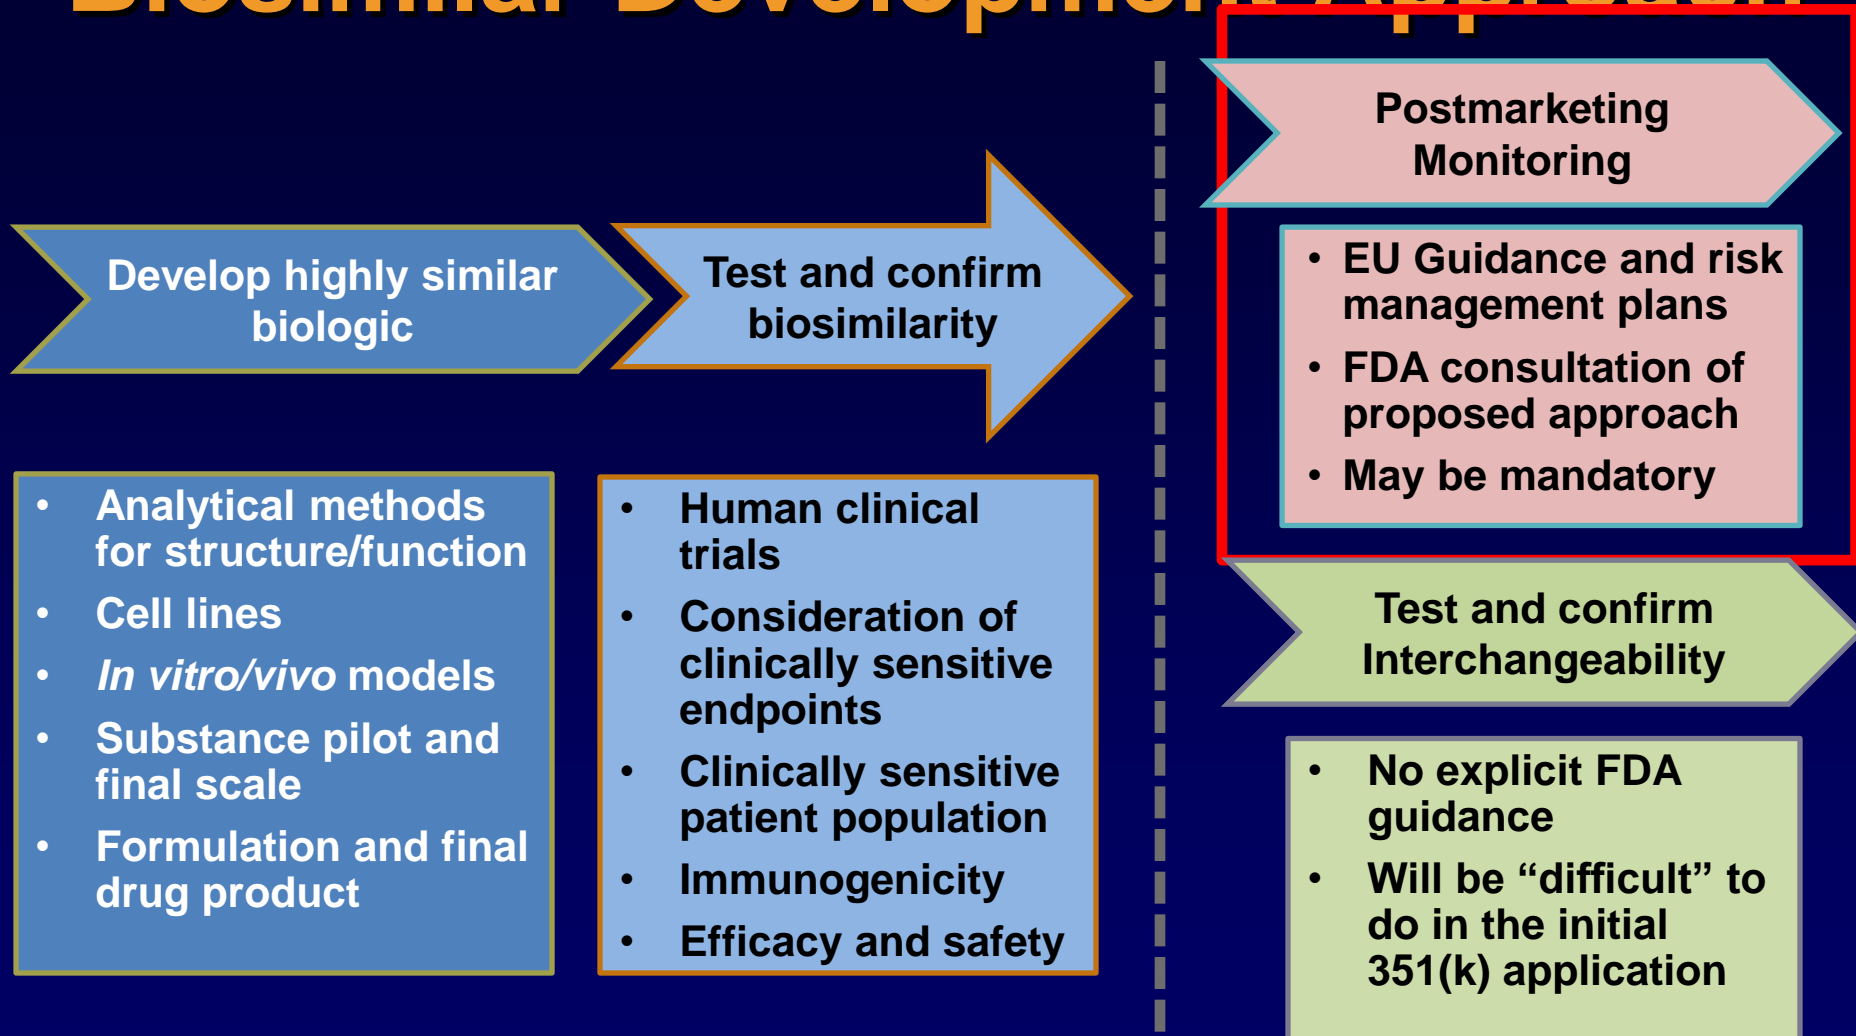 Biosimilar Development Approach
Develop highly similar
biologic
• Analytical methods
for structure/function
• Cell lines
• In vitro/vivo models
• Substance pilot and
final scale
• Formulation and final
drug product
Test and confirm
biosimilarity
• Human clinical
trials
• Consideration of
clinically sensitive
endpoints
• Clinically sensitive
patient population
• Immunogenicity
• Efficacy and safety
Postmarketing
Monitoring
• EU Guidance and risk
management plans
• FDA consultation of
proposed approach
• May be mandatory
Test and confirm
Interchangeability
• No explicit FDA
guidance
• Will be “difficult” to
do in the initial
351(k) application